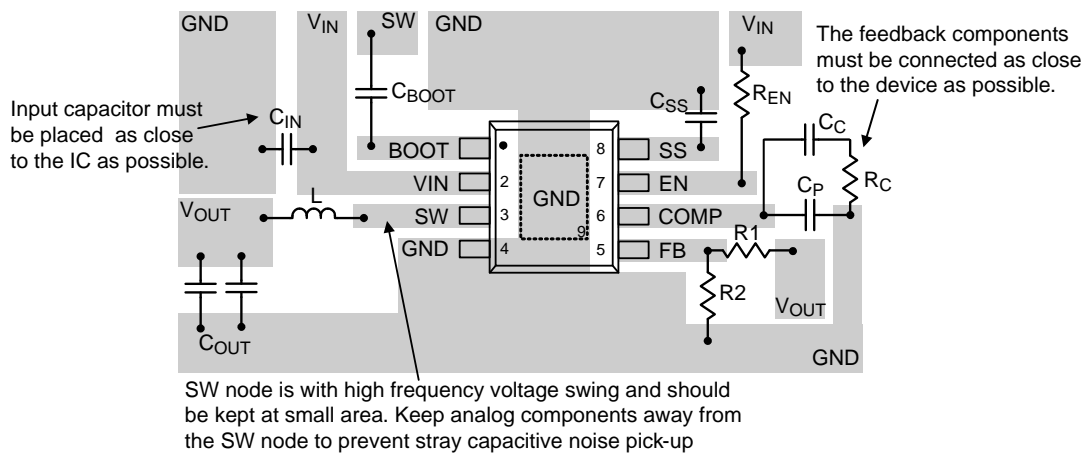 GND
VIN
SW
GND
VIN
The feedback components
must be connected as close
to the device as possible.
Input capacitor must
be placed as close
to the IC as possible.
CIN
CBOOT
CSS
REN
CC
RC
CP
BOOT
8
SS
VIN
2
7
EN
GND
VOUT
L
SW
3
6
COMP
GND
4
9
5
FB
R1
R2
VOUT
COUT
GND
SW node is with high frequency voltage swing and should
be kept at small area. Keep analog components away from
the SW node to prevent stray capacitive noise pick-up